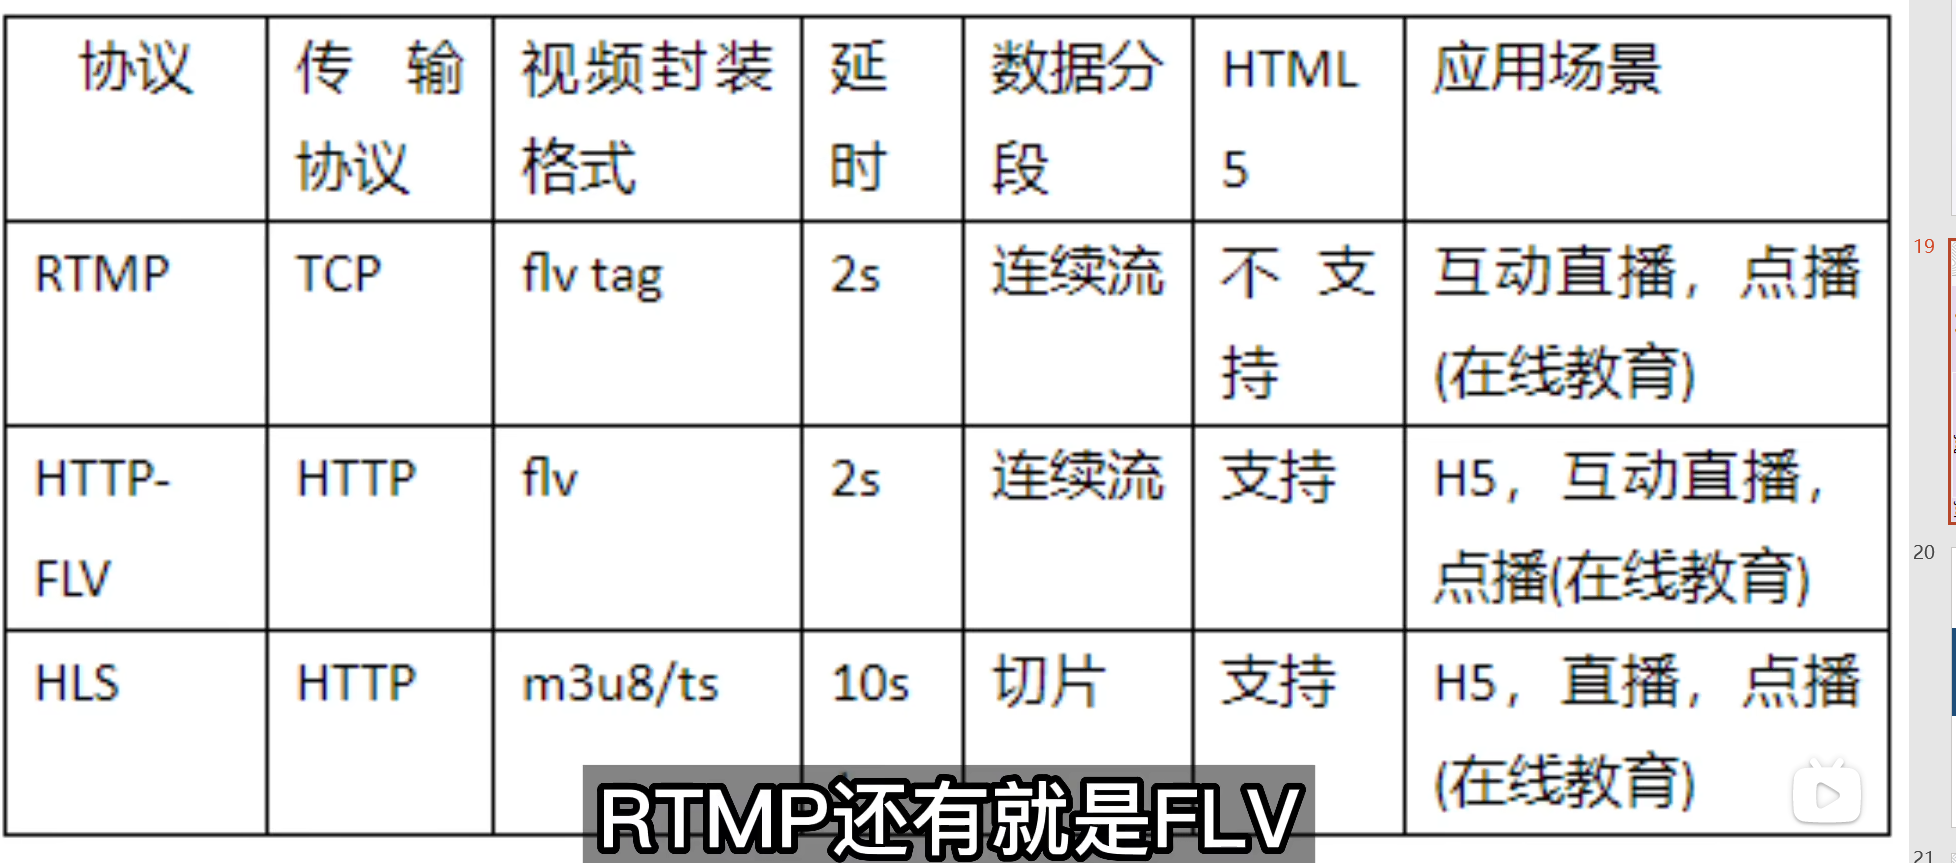 协议 传输协议 视频封装格式 延时 数据分段 HTML5 应用场景
RTMP TCP flv tag 2s 连续流 不支持 互动直播，点播(在线教育)
HTTP-FLV HTTP flv 2s 连续流 支持 H5，互动直播，点播(在线教育)
HLS HTTP m3u8/ts 10s 切片 支持 H5，直播，点播(在线教育)
RTMP还有就是FLV
19
20
21